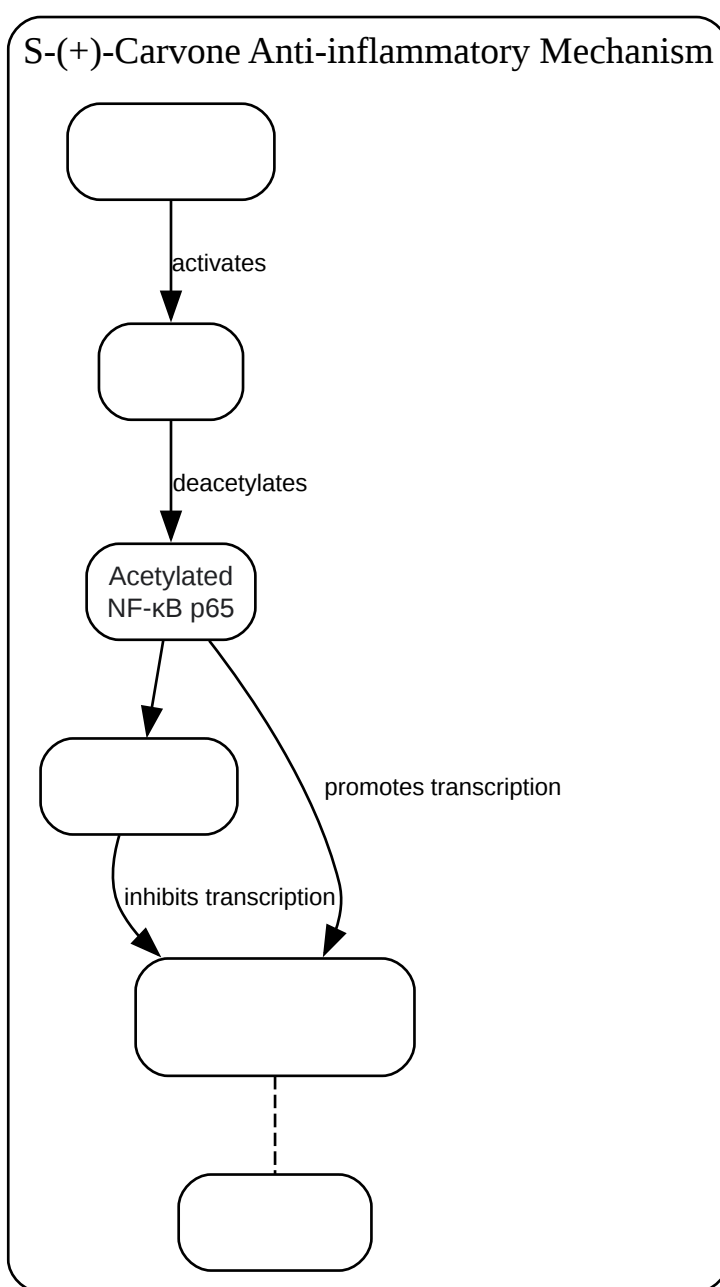 S-(+)-Carvone Anti-inflammatory Mechanism
activates
deacetylates
Acetylated
NF-κB p65
promotes transcription
inhibits transcription